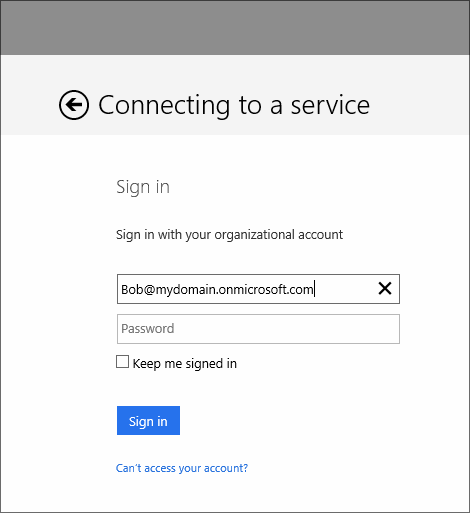 Connecting to a service
Sign in
Sign in with your organizational account
Bob@mydomain.onmicrosoft.com
Password
Keep me signed in
Sign in
Can't access your account?